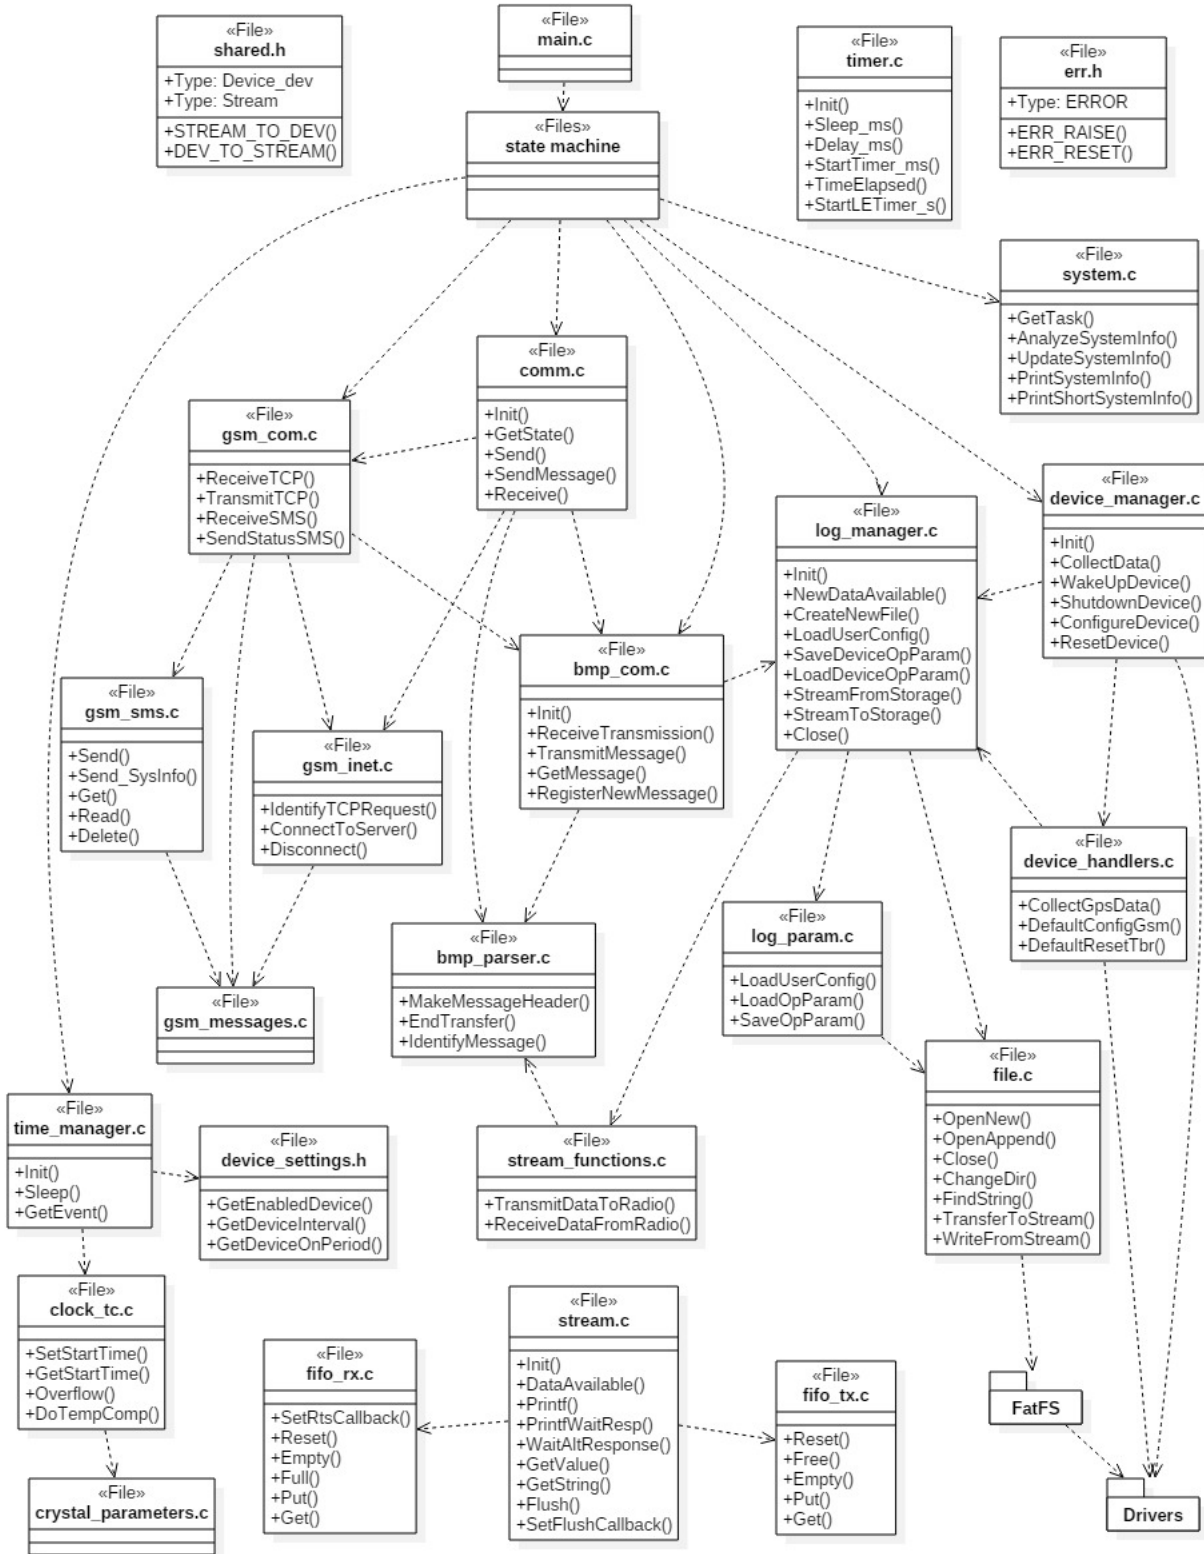 «File»
shared.h
+Type: Device_dev
+Type: Stream
+STREAM_TO_DEV()
+DEV_TO_STREAM()
«File»
main.c
«File»
timer.c
+Init()
+Sleep_ms()
+Delay_ms()
+StartTimer_ms()
+TimeElapsed()
+StartLETimer_s()
«File»
err.h
+Type: ERROR
+ERR_RAISE()
+ERR_RESET()
«Files»
state machine
«File»
system.c
+GetTask()
+AnalyzeSystemInfo()
+UpdateSystemInfo()
+PrintSystemInfo()
+PrintShortSystemInfo()
«File»
comm.c
+Init()
+GetState()
+Send()
+SendMessage()
+Receive()
«File»
gsm_com.c
+ReceiveTCP()
+TransmitTCP()
+ReceiveSMS()
+SendStatusSMS()
«File»
log_manager.c
+Init()
+NewDataAvailable()
+CreateNewFile()
+LoadUserConfig()
+SaveDeviceOpParam()
+LoadDeviceOpParam()
+StreamFromStorage()
+StreamToStorage()
+Close()
«File»
device_manager.c
+Init()
+CollectData()
+WakeUpDevice()
+ShutdownDevice()
+ConfigureDevice()
+ResetDevice()
«File»
gsm_sms.c
+Send()
+Send_SysInfo()
+Get()
+Read()
+Delete()
«File»
gsm_inet.c
+IdentifyTCPRequest()
+ConnectToServer()
+Disconnect()
«File»
bmp_com.c
+Init()
+ReceiveTransmission()
+TransmitMessage()
+GetMessage()
+RegisterNewMessage()
«File»
device_handlers.c
+CollectGpsData()
+DefaultConfigGsm()
+DefaultResetTbr()
«File»
gsm_messages.c
«File»
bmp_parser.c
+MakeMessageHeader()
+EndTransfer()
+IdentifyMessage()
«File»
log_param.c
+LoadUserConfig()
+LoadOpParam()
+SaveOpParam()
«File»
file.c
+OpenNew()
+OpenAppend()
+Close()
+ChangeDir()
+FindString()
+TransferToStream()
+WriteFromStream()
«File»
time_manager.c
+Init()
+Sleep()
+GetEvent()
«File»
device_settings.h
+GetEnabledDevice()
+GetDeviceInterval()
+GetDeviceOnPeriod()
«File»
stream_functions.c
+TransmitDataToRadio()
+ReceiveDataFromRadio()
«File»
clock_tc.c
+SetStartTime()
+GetStartTime()
+Overflow()
+DoTempComp()
«File»
fifo_rx.c
+SetRtsCallback()
+Reset()
+Empty()
+Full()
+Put()
+Get()
«File»
stream.c
+Init()
+DataAvailable()
+Printf()
+PrintfWaitResp()
+WaitAltResponse()
+GetValue()
+GetString()
+Flush()
+SetFlushCallback()
«File»
fifo_tx.c
+Reset()
+Free()
+Empty()
+Put()
+Get()
FatFS
«File»
crystal_parameters.c
Drivers